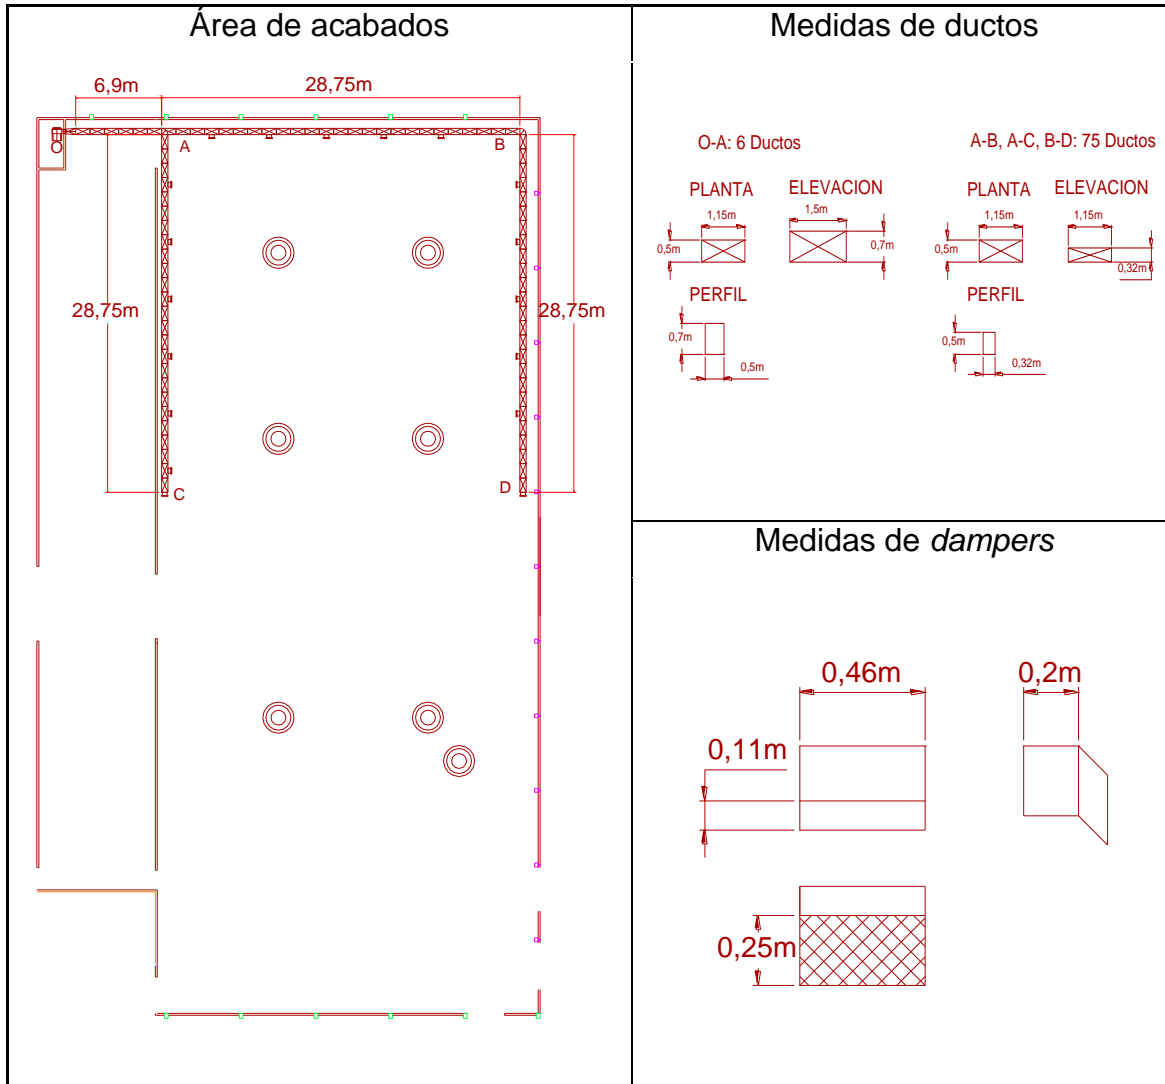 Área de acabados
6,9m
28,75m
O
A
B
28,75m
28,75m
C
D
Medidas de ductos
O-A: 6 Ductos
A-B, A-C, B-D: 75 Ductos
PLANTA
ELEVACION
PLANTA
ELEVACION
1,15m
1,5m
1,15m
1,15m
0,5m
0,7m
0,5m
0,32m
PERFIL
PERFIL
0,7m
0,5m
0,5m
0,32m
Medidas de dampers
0,46m
0,2m
0,11m
0,25m